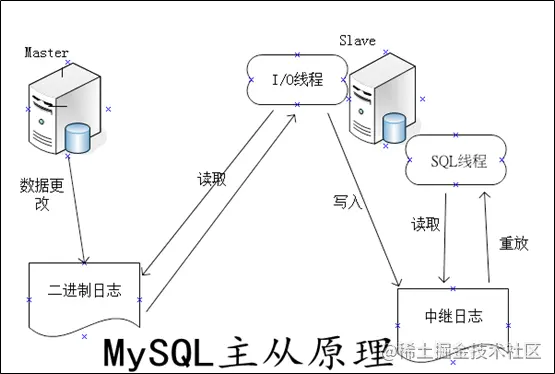 Master
Slave
I/O线程
SQL线程
数据更
改
读取
写入
读取
重放
二进制日志
中继日志
MySQL主从原理
@稀土掘金技术社区